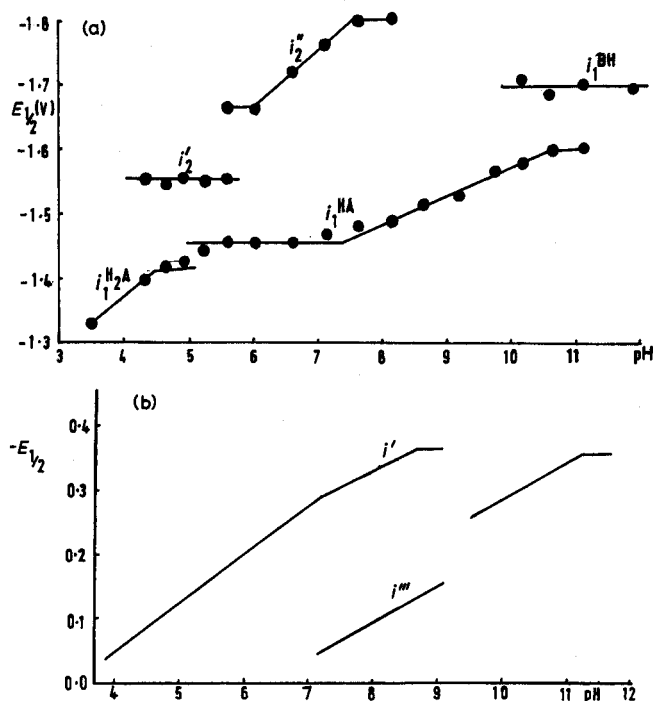 (a)
-1.8
-1.7
E½(V)
-1.6
-1.5
-1.4
-1.3
i₂″
i₁ᴮᴴ
i₂′
i₁ᴴᴬ
i₁ᴴ²ᴬ
3 4 5 6 7 8 9 10 11 pH
(b)
0·4
-E1/2
0·3
0·2
0·1
0·0
i′
i‴
4 5 6 7 8 9 10 11 pH 12